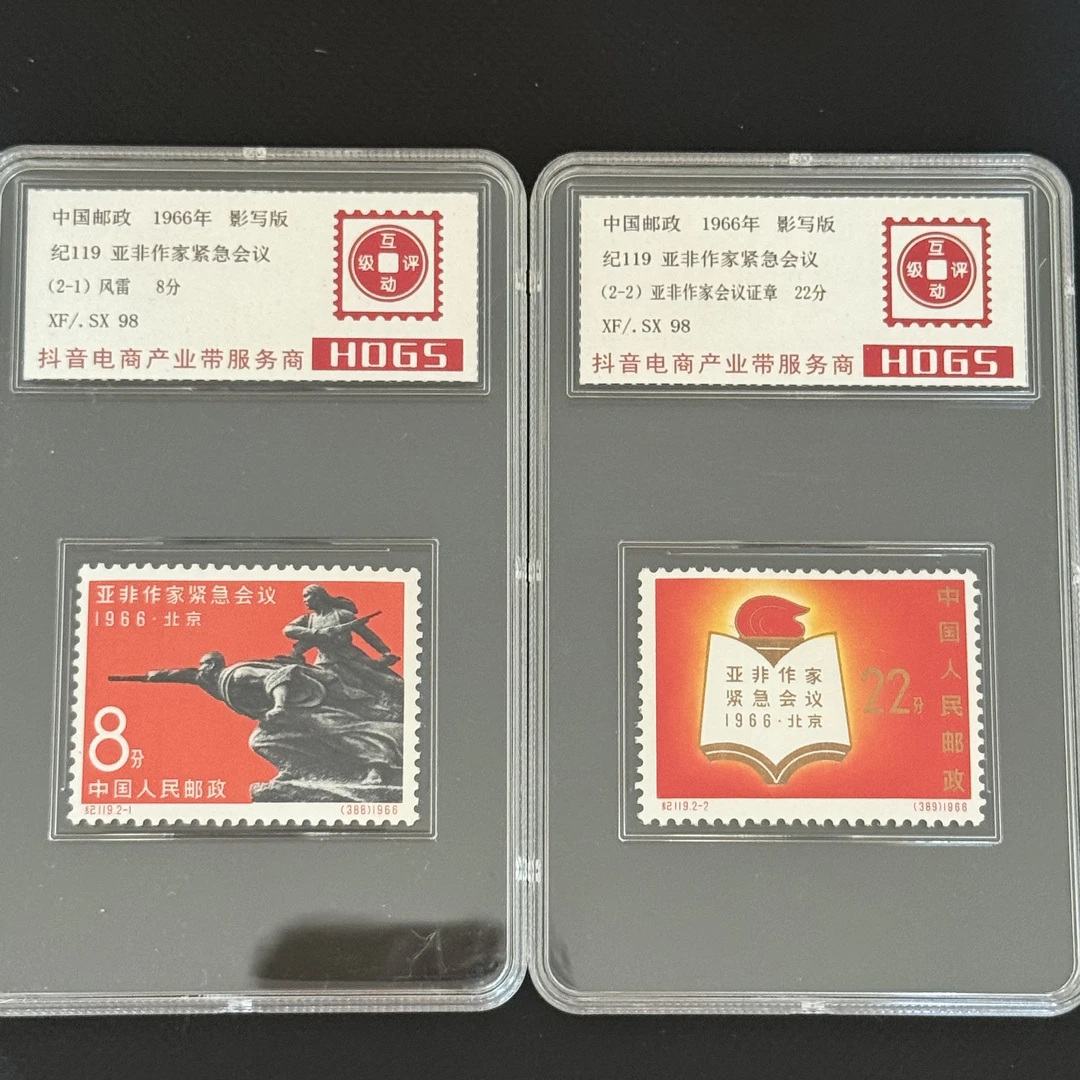 中国邮政 1966年 影写版
纪119 亚非作家紧急会议
(2-1) 风雷 8分
XF/.SX 98
互
级 评
动
抖音电商产业带服务商 HOGS
亚非作家紧急会议
1966·北京
8分
中国人民邮政
纪119.2-1 (388)1966
中国邮政 1966年 影写版
纪119 亚非作家紧急会议
(2-2) 亚非作家会议证章 22分
XF/.SX 98
互
级 评
动
抖音电商产业带服务商 HOGS
亚非作家
紧急会议
1966·北京
22分
中国人民邮政
纪119.2-2 (389)1966